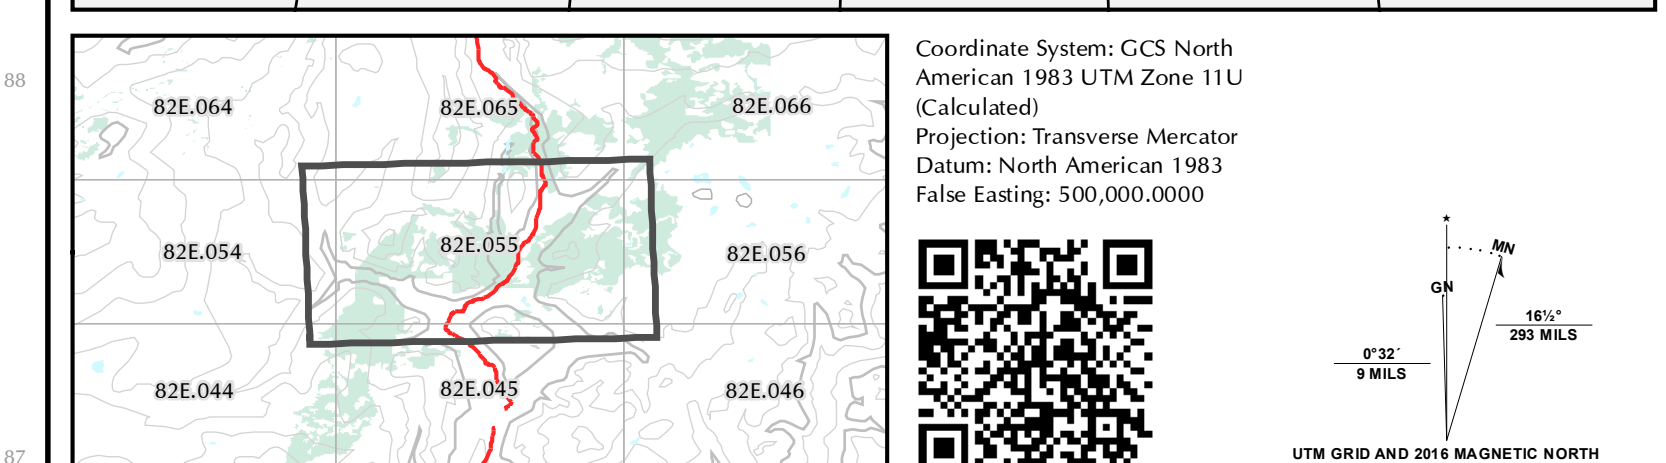 88
87
82E.064
82E.065
82E.066
82E.054
82E.055
82E.056
82E.044
82E.045
82E.046
Coordinate System: GCS North
American 1983 UTM Zone 11U
(Calculated)
Projection: Transverse Mercator
Datum: North American 1983
False Easting: 500,000.0000
MN
GN
16½°
293 MILS
0°32´
9 MILS
UTM GRID AND 2016 MAGNETIC NORTH